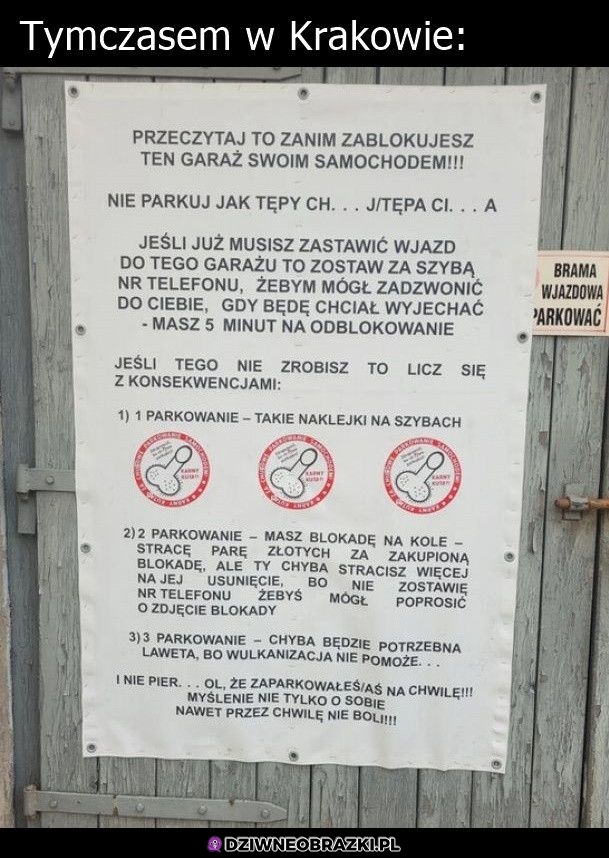 Tymczasem w Krakowie:
PRZECZYTAJ TO ZANIM ZABLOKUJESZ
TEN GARAŻ SWOIM SAMOCHODEM!!!
NIE PARKUJ JAK TĘPY CH. . . J/TĘPA CI. . . A
JEŚLI JUŻ MUSISZ ZASTAWIĆ WJAZD
DO TEGO GARAŻU TO ZOSTAW ZA SZYBĄ
NR TELEFONU, ŻEBYM MÓGŁ ZADZWONIĆ
DO CIEBIE, GDY BĘDĘ CHCIAŁ WYJECHAĆ
- MASZ 5 MINUT NA ODBLOKOWANIE
BRAMA
WJAZDOWA
PARKOWAĆ
JEŚLI TEGO NIE ZROBISZ TO LICZ SIĘ
Z KONSEKWENCJAMI:
1) 1 PARKOWANIE – TAKIE NAKLEJKI NA SZYBACH
KARNY
KARNY
KARNY
2) 2 PARKOWANIE – MASZ BLOKADĘ NA KOLE –
STRACĘ PARĘ ZŁOTYCH ZA ZAKUPIONĄ
BLOKADĘ, ALE TY CHYBA STRACISZ WIĘCEJ
NA JEJ USUNIĘCIE, BO NIE ZOSTAWIĘ
NR TELEFONU ŻEBYŚ MÓGŁ POPROSIĆ
O ZDJĘCIE BLOKADY
3) 3 PARKOWANIE – CHYBA BĘDZIE POTRZEBNA
LAWETA, BO WULKANIZACJA NIE POMOŻE. . .
I NIE PIER. . . OL, ŻE ZAPARKOWAŁEŚ/AŚ NA CHWILĘ!!!
MYŚLENIE NIE TYLKO O SOBIE
NAWET PRZEZ CHWILĘ NIE BOLI!!!
DZIWNEOBRAZKI.PL